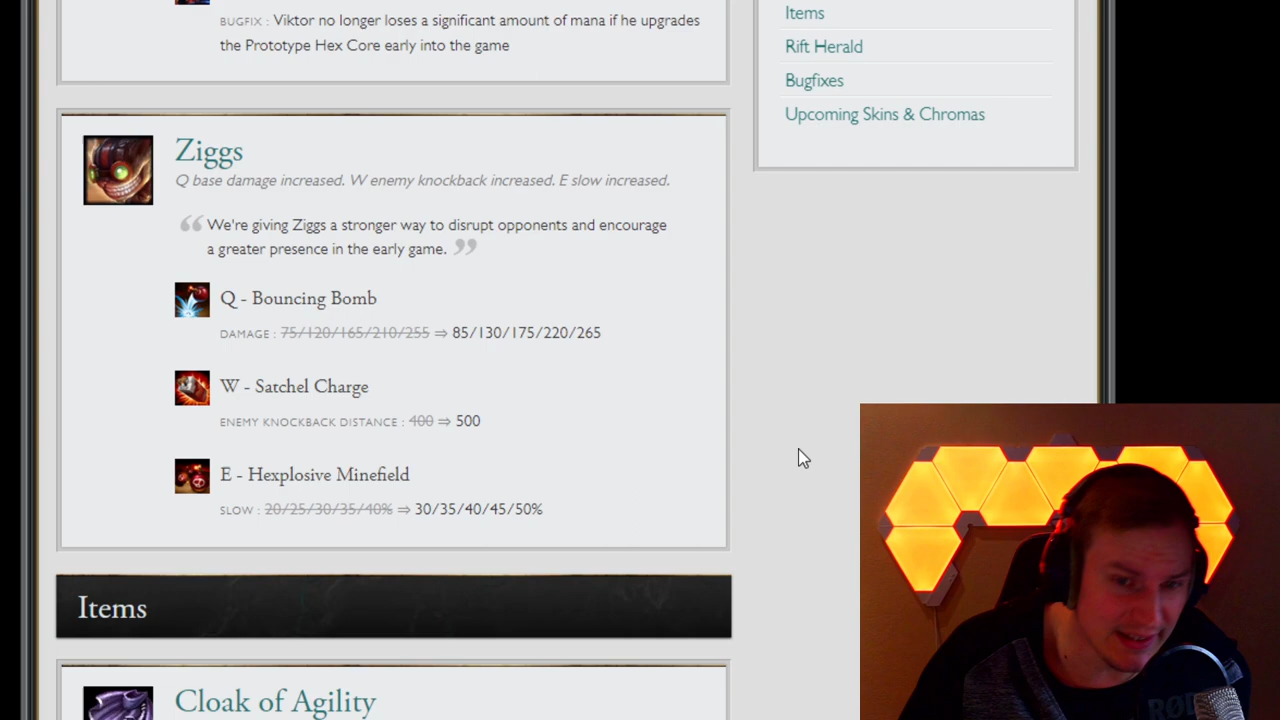 BUGFIX : Viktor no longer loses a significant amount of mana if he upgrades
the Prototype Hex Core early into the game
Items
Rift Herald
Bugfixes
Upcoming Skins & Chromas
Ziggs
Q base damage increased. W enemy knockback increased. E slow increased.
“ We're giving Ziggs a stronger way to disrupt opponents and encourage
a greater presence in the early game. ”
Q - Bouncing Bomb
DAMAGE : 75/120/165/210/255 ⇒ 85/130/175/220/265
W - Satchel Charge
ENEMY KNOCKBACK DISTANCE : 400 ⇒ 500
E - Hexplosive Minefield
SLOW : 20/25/30/35/40% ⇒ 30/35/40/45/50%
Items
Cloak of Agility
RØDE